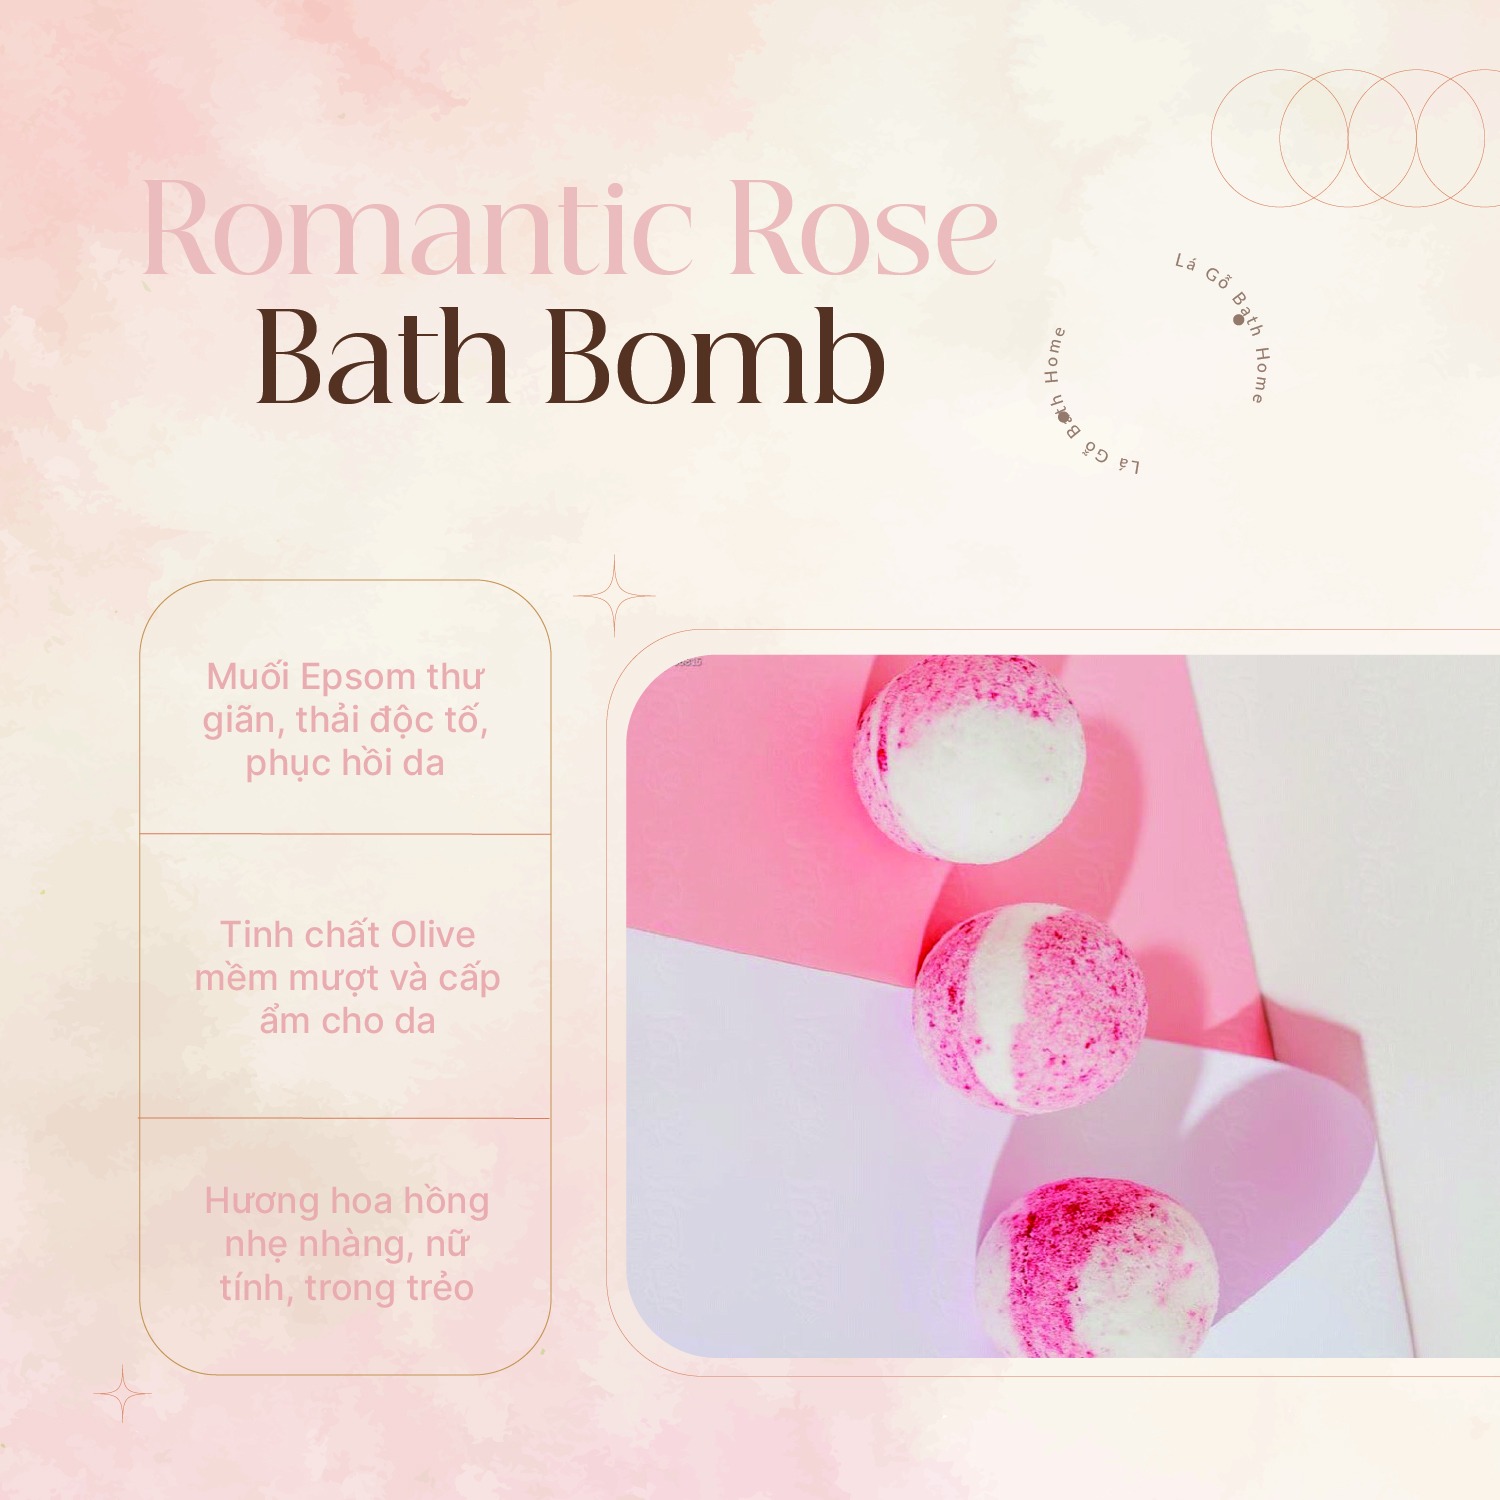 Romantic Rose
Bath Bomb
Lá Gỗ Bath Home
Lá Gỗ Bath Home
Muối Epsom thư
giãn, thải độc tố,
phục hồi da
Tinh chất Olive
mềm mượt và cấp
ẩm cho da
Hương hoa hồng
nhẹ nhàng, nữ
tính, trong trẻo